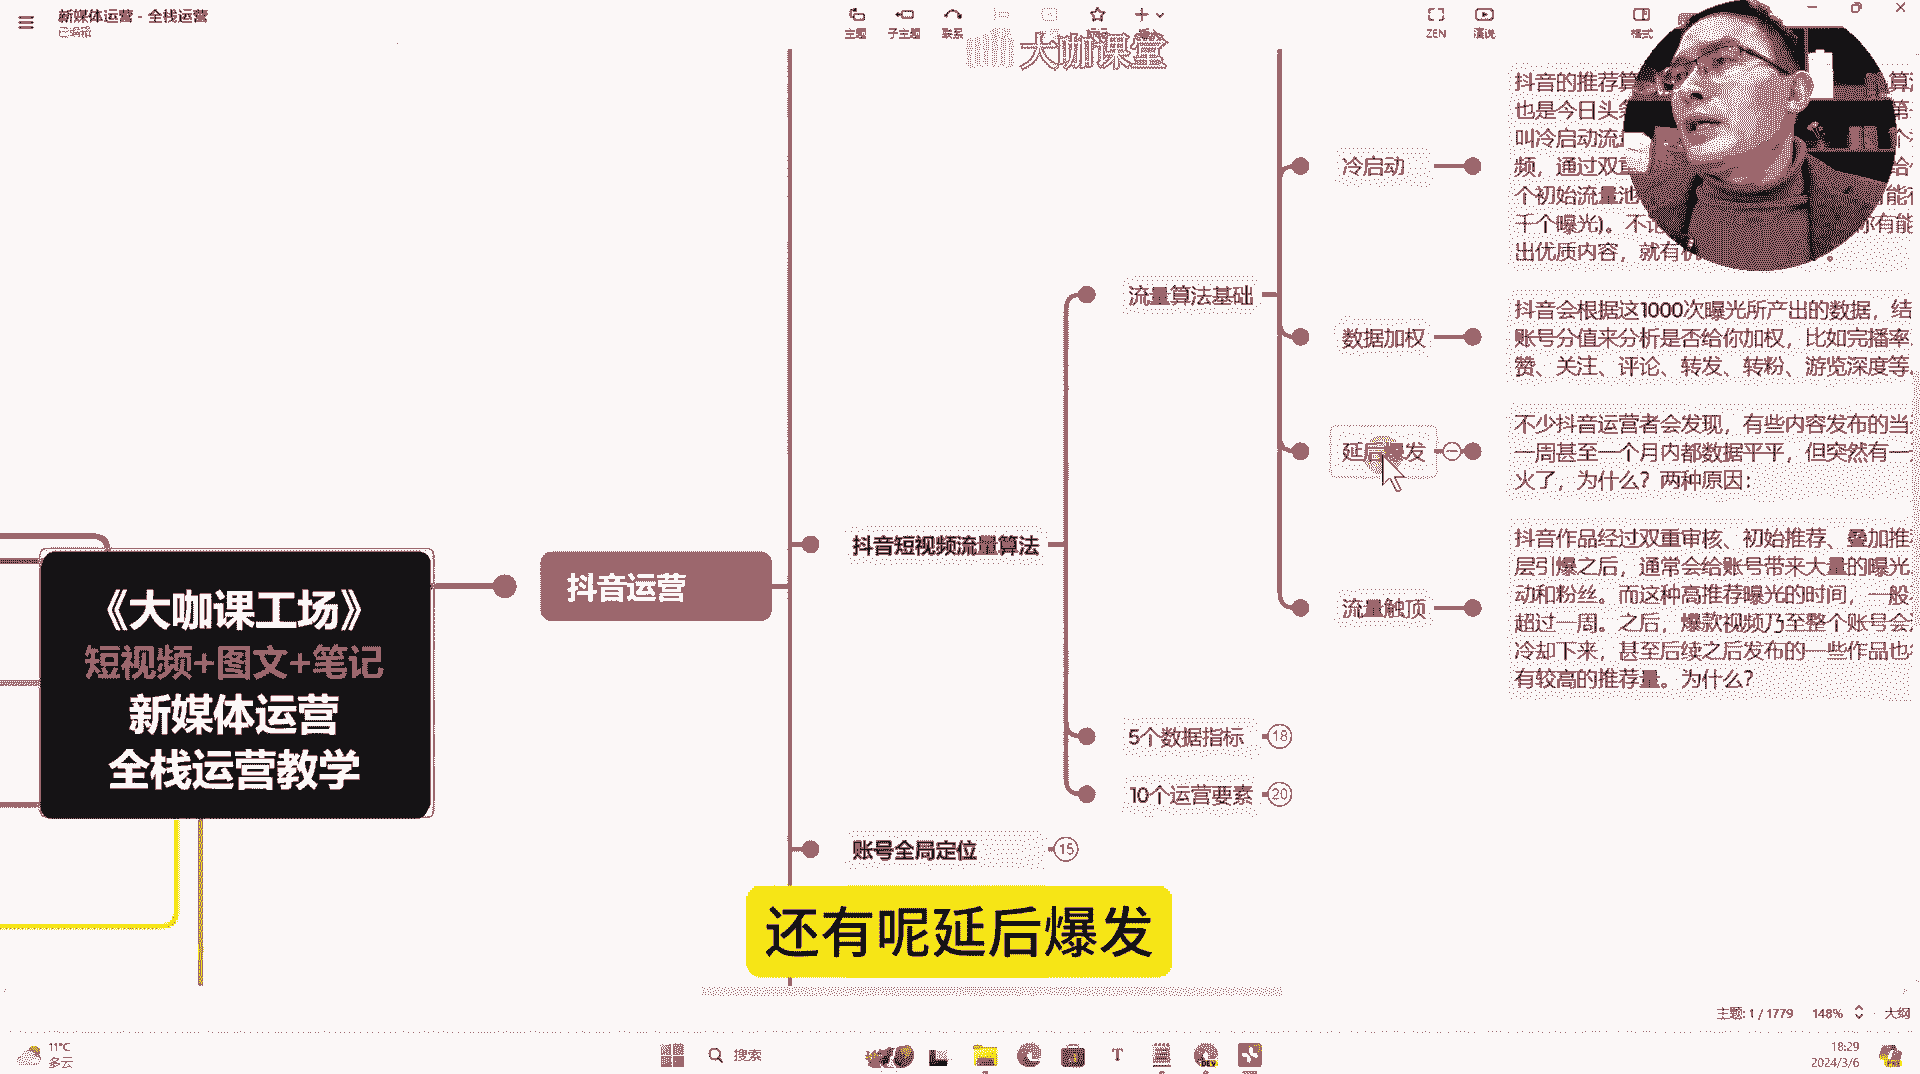 新媒体运营 - 全栈运营
已编辑
主题
子主题
联系
ZEN
演说
格式
大咖课堂
抖音的推荐算
也是今日头条
叫冷启动流量
频，通过双重
个初始流量池
千个曝光)。不论
出优质内容，就有机
冷启动
流量算法基础
抖音会根据这1000次曝光所产出的数据，结
账号分值来分析是否给你加权，比如完播率
赞、关注、评论、转发、转粉、游览深度等
数据加权
不少抖音运营者会发现，有些内容发布的当
一周甚至一个月内都数据平平，但突然有一
火了，为什么？两种原因：
延后爆发
抖音短视频流量算法
抖音作品经过双重审核、初始推荐、叠加推
层引爆之后，通常会给账号带来大量的曝光
动和粉丝。而这种高推荐曝光的时间，一般
超过一周。之后，爆款视频乃至整个账号会
冷却下来，甚至后续之后发布的一些作品也
有较高的推荐量。为什么？
流量触顶
抖音运营
《大咖课工场》
短视频+图文+笔记
新媒体运营
全栈运营教学
5个数据指标
18
10个运营要素
20
账号全局定位
15
还有呢延后爆发
主题: 1 / 1779
148%
大纲
11°C
多云
搜索
18:29
2024/3/6